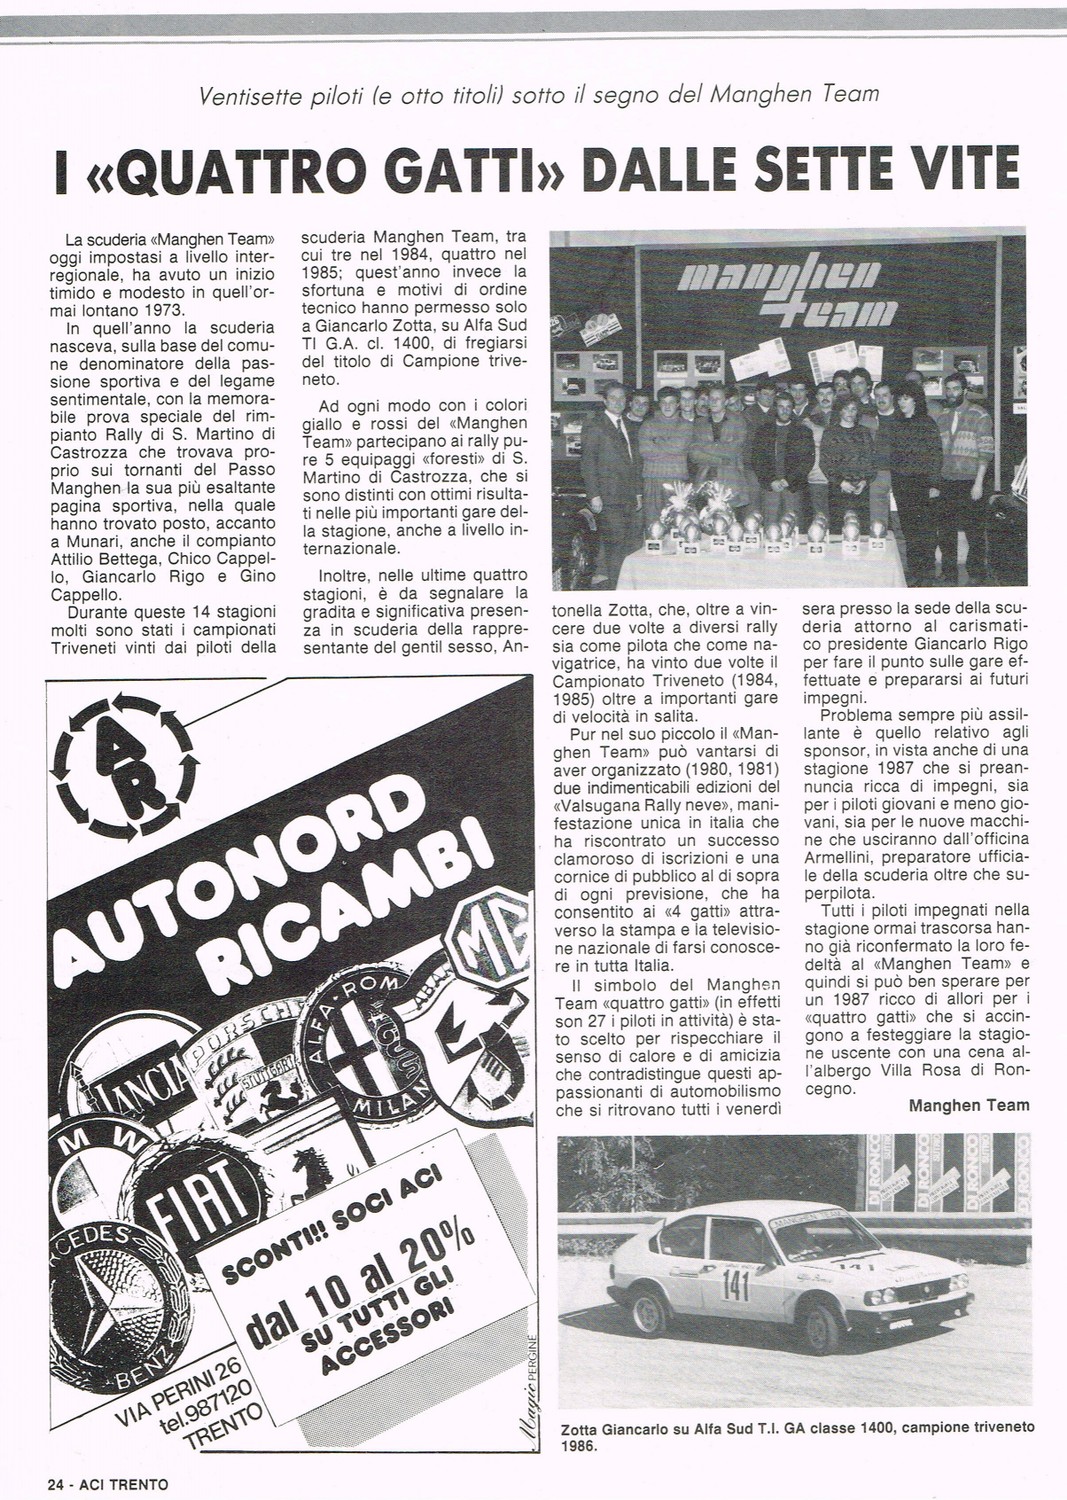 Ventisette piloti (e otto titoli) sotto il segno del Manghen Team
I «QUATTRO GATTI» DALLE SETTE VITE
La scuderia «Manghen Team»
oggi impostasi a livello inter-
regionale, ha avuto un inizio
timido e modesto in quell'or-
mai lontano 1973.
In quell'anno la scuderia
nasceva, sulla base del comu-
ne denominatore della pas-
sione sportiva e del legame
sentimentale, con la memora-
bile prova speciale del rim-
pianto Rally di S. Martino di
Castrozza che trovava pro-
prio sui tornanti del Passo
Manghen la sua più esaltante
pagina sportiva, nella quale
hanno trovato posto, accanto
a Munari, anche il compianto
Attilio Bettega, Chico Cappel-
lo, Giancarlo Rigo e Gino
Cappello.
Durante queste 14 stagioni
molti sono stati i campionati
Triveneti vinti dai piloti della
scuderia Manghen Team, tra
cui tre nel 1984, quattro nel
1985; quest'anno invece la
sfortuna e motivi di ordine
tecnico hanno permesso solo
a Giancarlo Zotta, su Alfa Sud
TI G.A. cl. 1400, di fregiarsi
del titolo di Campione trive-
neto.
Ad ogni modo con i colori
giallo e rossi del «Manghen
Team» partecipano ai rally pu-
re 5 equipaggi «foresti» di S.
Martino di Castrozza, che si
sono distinti con ottimi risulta-
ti nelle più importanti gare del-
la stagione, anche a livello in-
ternazionale.
Inoltre, nelle ultime quattro
stagioni, è da segnalare la
gradita e significativa presen-
za in scuderia della rappre-
sentante del gentil sesso, An-
manghen
team
tonella Zotta, che, oltre a vin-
cere due volte a diversi rally
sia come pilota che come na-
vigatrice, ha vinto due volte il
Campionato Triveneto (1984,
1985) oltre a importanti gare
di velocità in salita.
Pur nel suo piccolo il «Man-
ghen Team» può vantarsi di
aver organizzato (1980, 1981)
due indimenticabili edizioni del
«Valsugana Rally neve», mani-
festazione unica in italia che
ha riscontrato un successo
clamoroso di iscrizioni e una
cornice di pubblico al di sopra
di ogni previsione, che ha
consentito ai «4 gatti» attra-
verso la stampa e la televisio-
ne nazionale di farsi conosce-
re in tutta Italia.
Il simbolo del Manghen
Team «quattro gatti» (in effetti
son 27 i piloti in attività) è sta-
to scelto per rispecchiare il
senso di calore e di amicizia
che contradistingue questi ap-
passionanti di automobilismo
che si ritrovano tutti i venerdì
sera presso la sede della scu-
deria attorno al carismati-
co presidente Giancarlo Rigo
per fare il punto sulle gare ef-
fettuate e prepararsi ai futuri
impegni.
Problema sempre più assil-
lante è quello relativo agli
sponsor, in vista anche di una
stagione 1987 che si prean-
nuncia ricca di impegni, sia
per i piloti giovani e meno gio-
vani, sia per le nuove macchi-
ne che usciranno dall'officina
Armellini, preparatore ufficia-
le della scuderia oltre che su-
perpilota.
Tutti i piloti impegnati nella
stagione ormai trascorsa han-
no già riconfermato la loro fe-
deltà al «Manghen Team» e
quindi si può ben sperare per
un 1987 ricco di allori per i
«quattro gatti» che si accin-
gono a festeggiare la stagio-
ne uscente con una cena al-
l'albergo Villa Rosa di Ron-
cegno.
Manghen Team
AR
AUTONORD
RICAMBI
MG
ABAR
ALFA-ROM
MILAN
PORSCHE
STUTTGART
LANCIA
BMW
FIAT
RCEDES
BENZ
SCONTI!! SOCI ACI
dal 10 al 20%
SU TUTTI GLI
ACCESSORI
VIA PERINI 26
tel.987120
TRENTO
Magic PERGINE
DI RONCO
DI RONCO
DI RONCO
DI RONCO
MANGHEN TEAM
141
Zotta Giancarlo su Alfa Sud T.I. GA classe 1400, campione triveneto
1986.
24 - ACI TRENTO